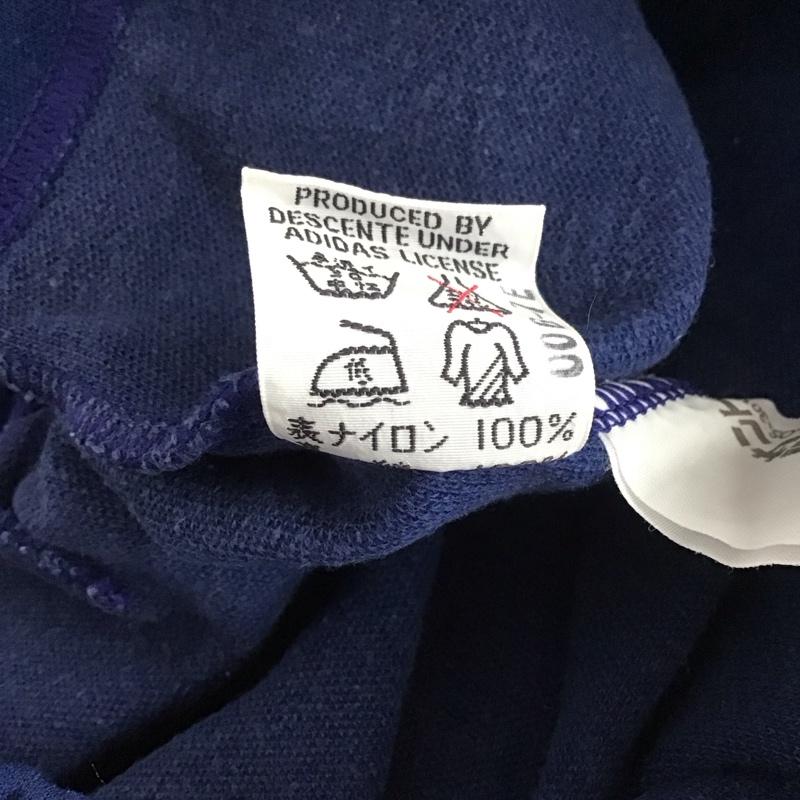 PRODUCED BY
DESCENTE UNDER
ADIDAS LICENSE
低
表ナイロン 100%